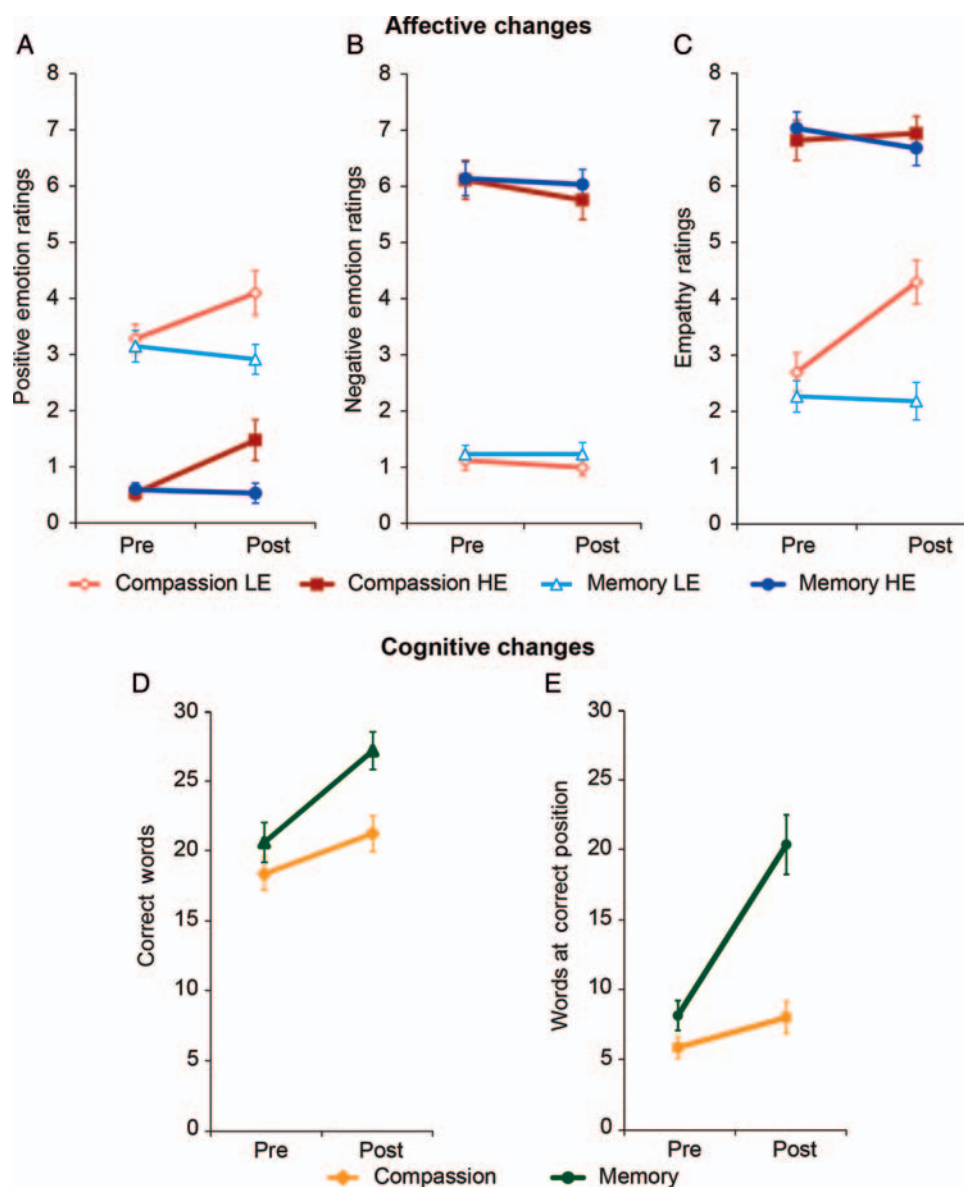 Affective changes
A
B
C
Positive emotion ratings
8
7
6
5
4
3
2
1
0
Pre
Post
Negative emotion ratings
8
7
6
5
4
3
2
1
0
Pre
Post
Empathy ratings
8
7
6
5
4
3
2
1
0
Pre
Post
Compassion LE
Compassion HE
Memory LE
Memory HE
Cognitive changes
D
E
Correct words
30
25
20
15
10
5
0
Pre
Post
Words at correct position
30
25
20
15
10
5
0
Pre
Post
Compassion
Memory